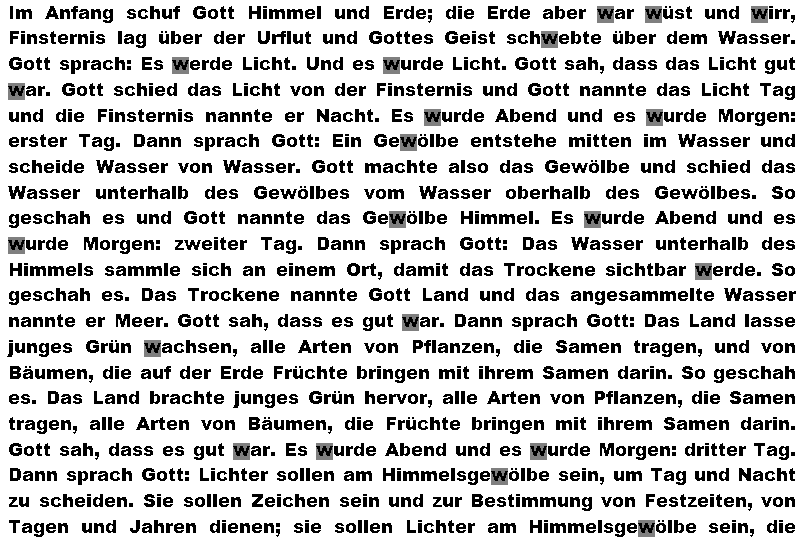 Im Anfang schuf Gott Himmel und Erde; die Erde aber war wüst und wirr,
Finsternis lag über der Urflut und Gottes Geist schwebte über dem Wasser.
Gott sprach: Es werde Licht. Und es wurde Licht. Gott sah, dass das Licht gut
war. Gott schied das Licht von der Finsternis und Gott nannte das Licht Tag
und die Finsternis nannte er Nacht. Es wurde Abend und es wurde Morgen:
erster Tag. Dann sprach Gott: Ein Gewölbe entstehe mitten im Wasser und
scheide Wasser von Wasser. Gott machte also das Gewölbe und schied das
Wasser unterhalb des Gewölbes vom Wasser oberhalb des Gewölbes. So
geschah es und Gott nannte das Gewölbe Himmel. Es wurde Abend und es
wurde Morgen: zweiter Tag. Dann sprach Gott: Das Wasser unterhalb des
Himmels sammle sich an einem Ort, damit das Trockene sichtbar werde. So
geschah es. Das Trockene nannte Gott Land und das angesammelte Wasser
nannte er Meer. Gott sah, dass es gut war. Dann sprach Gott: Das Land lasse
junges Grün wachsen, alle Arten von Pflanzen, die Samen tragen, und von
Bäumen, die auf der Erde Früchte bringen mit ihrem Samen darin. So geschah
es. Das Land brachte junges Grün hervor, alle Arten von Pflanzen, die Samen
tragen, alle Arten von Bäumen, die Früchte bringen mit ihrem Samen darin.
Gott sah, dass es gut war. Es wurde Abend und es wurde Morgen: dritter Tag.
Dann sprach Gott: Lichter sollen am Himmelsgewölbe sein, um Tag und Nacht
zu scheiden. Sie sollen Zeichen sein und zur Bestimmung von Festzeiten, von
Tagen und Jahren dienen; sie sollen Lichter am Himmelsgewölbe sein, die